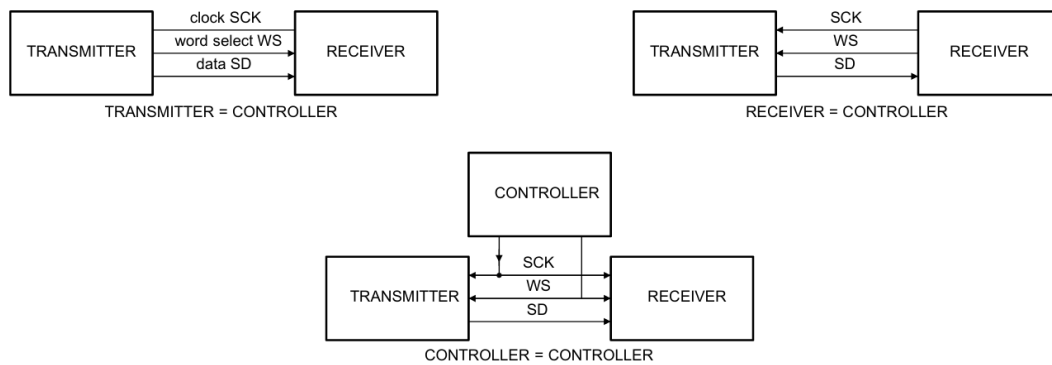 clock SCK
TRANSMITTER
word select WS
RECEIVER
data SD
TRANSMITTER = CONTROLLER
SCK
TRANSMITTER
WS
RECEIVER
SD
RECEIVER = CONTROLLER
CONTROLLER
SCK
TRANSMITTER
WS
RECEIVER
SD
CONTROLLER = CONTROLLER